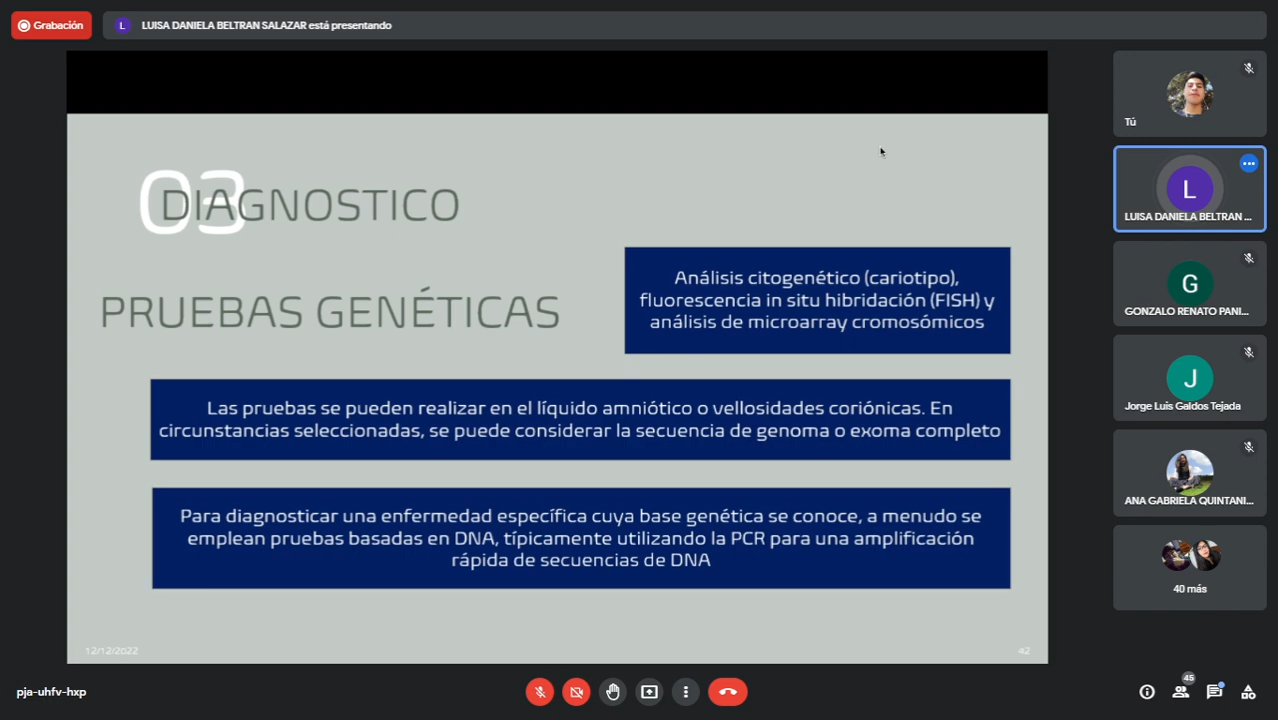 Grabación
L
LUISA DANIELA BELTRAN SALAZAR está presentando
03
DIAGNOSTICO
PRUEBAS GENÉTICAS
Análisis citogenético (cariotipo),
fluorescencia in situ hibridación (FISH) y
análisis de microarray cromosómicos
Las pruebas se pueden realizar en el líquido amniótico o vellosidades coriónicas. En
circunstancias seleccionadas, se puede considerar la secuencia de genoma o exoma completo
Para diagnosticar una enfermedad específica cuya base genética se conoce, a menudo se
emplean pruebas basadas en DNA, típicamente utilizando la PCR para una amplificación
rápida de secuencias de DNA
12/12/2022
42
Tú
L
LUISA DANIELA BELTRAN ...
G
GONZALO RENATO PANI...
J
Jorge Luis Galdos Tejada
ANA GABRIELA QUINTANI...
40 más
pja-uhfv-hxp
45